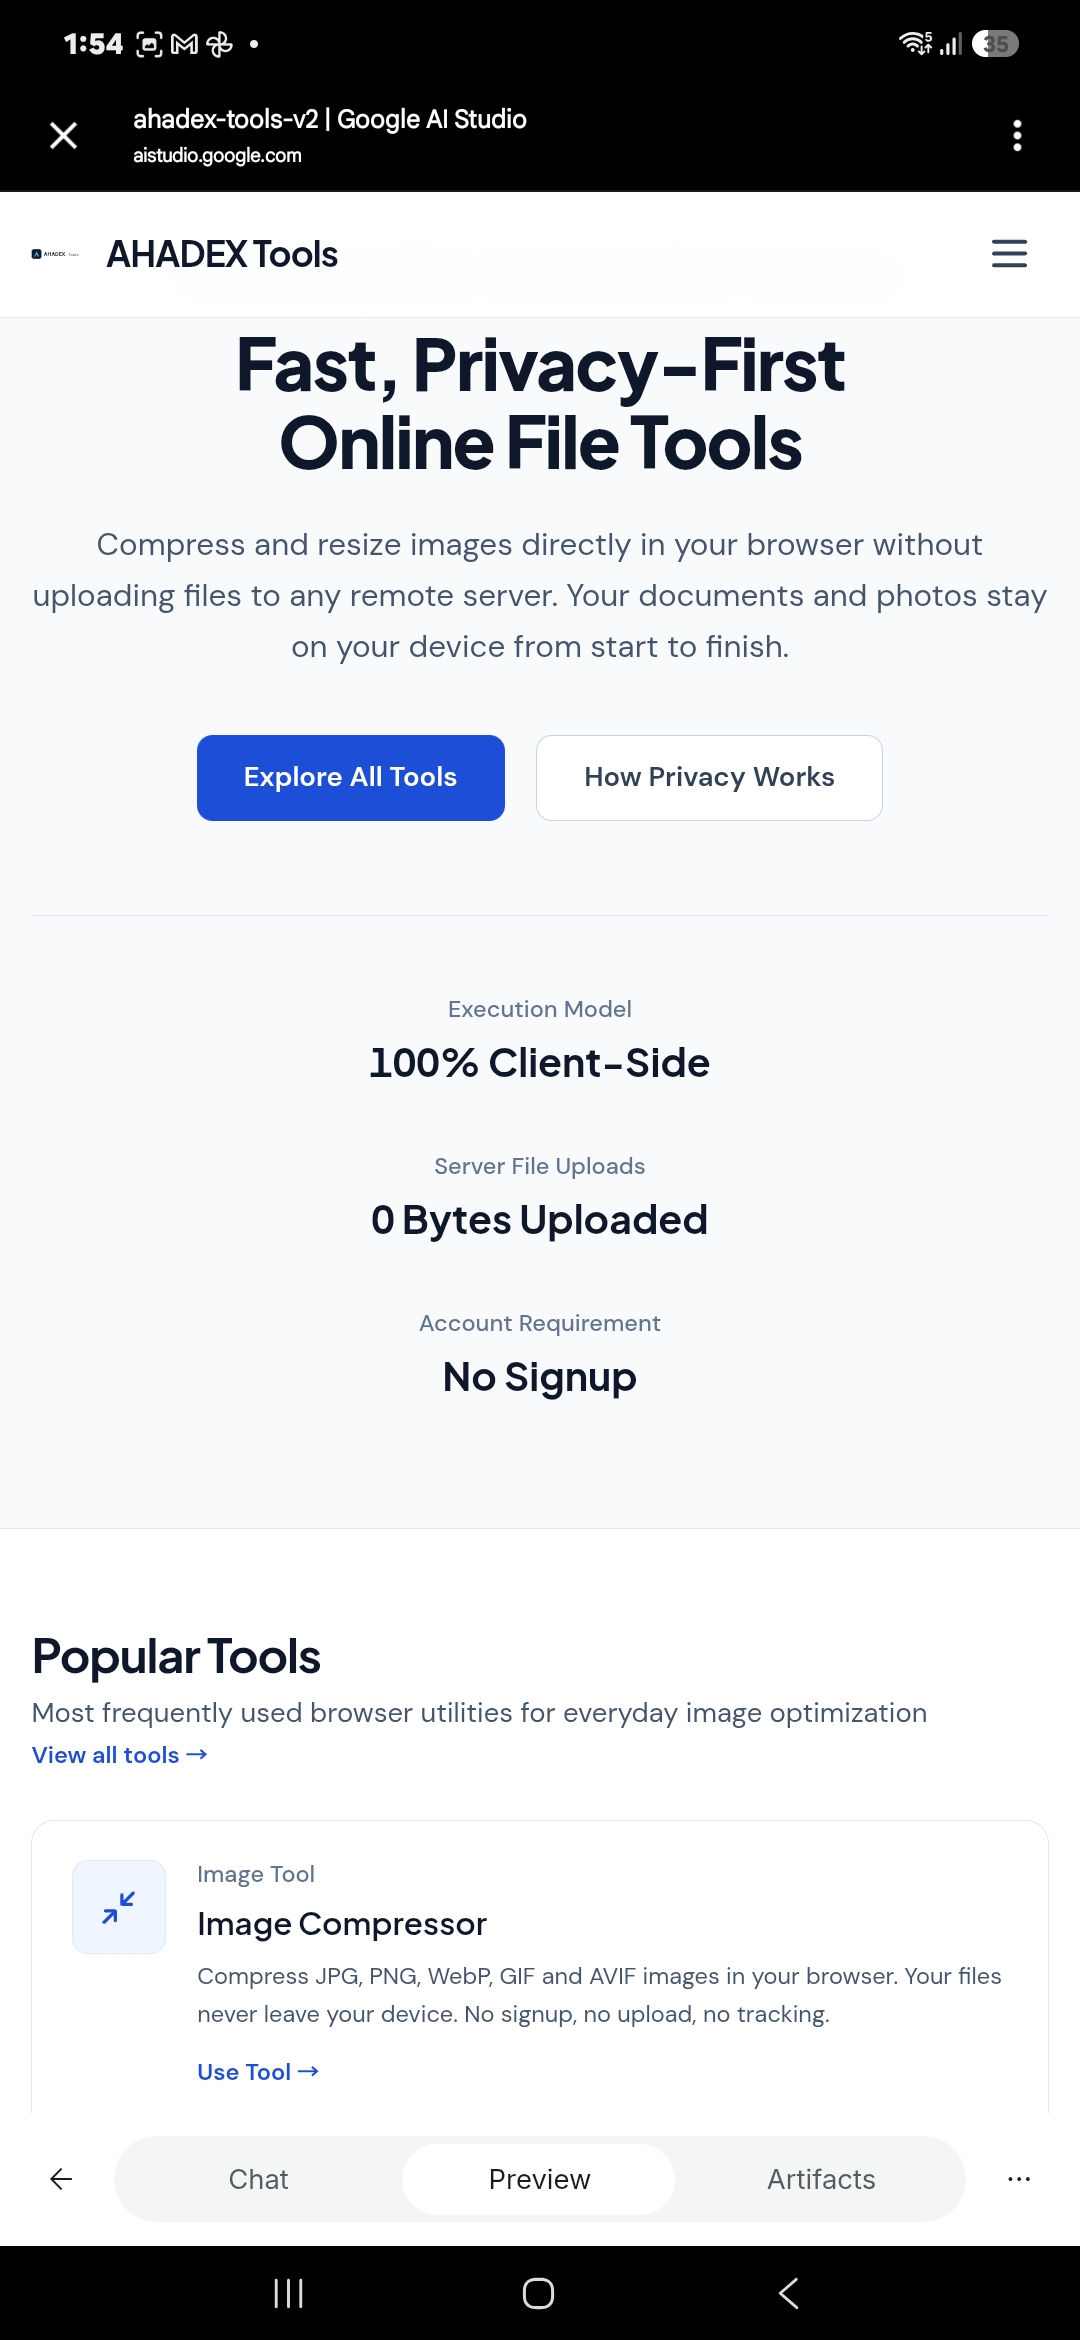 1:54
5
35
ahadex-tools-v2 | Google AI Studio
aistudio.google.com
A AHADEX Tools
AHADEX Tools
Fast, Privacy-First
Online File Tools
Compress and resize images directly in your browser without
uploading files to any remote server. Your documents and photos stay
on your device from start to finish.
Explore All Tools
How Privacy Works
Execution Model
100% Client-Side
Server File Uploads
0 Bytes Uploaded
Account Requirement
No Signup
Popular Tools
Most frequently used browser utilities for everyday image optimization
View all tools →
Image Tool
Image Compressor
Compress JPG, PNG, WebP, GIF and AVIF images in your browser. Your files
never leave your device. No signup, no upload, no tracking.
Use Tool →
Chat
Preview
Artifacts